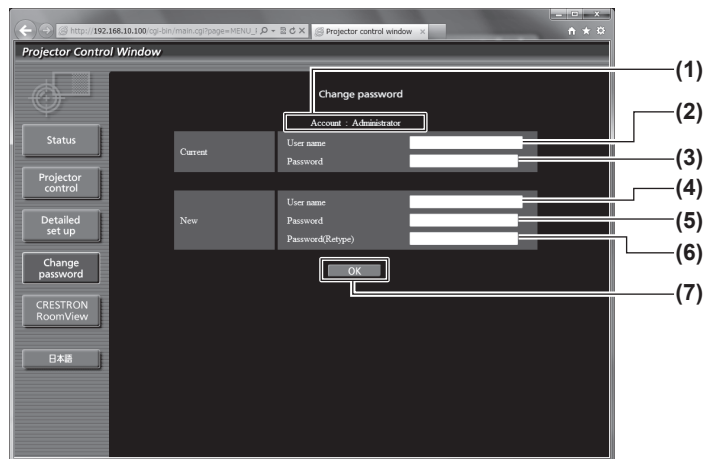 http://192.168.10.100/cgi-bin/main.cgi?page=MENU_I
Projector control window
Projector Control Window
(1)
Change password
(2)
Account : Administrator
Status
Current
User name
Password
(3)
Projector
control
(4)
User name
Detailed
set up
New
Password
(5)
Password(Retype)
(6)
Change
password
OK
(7)
CRESTRON
RoomView
日本語